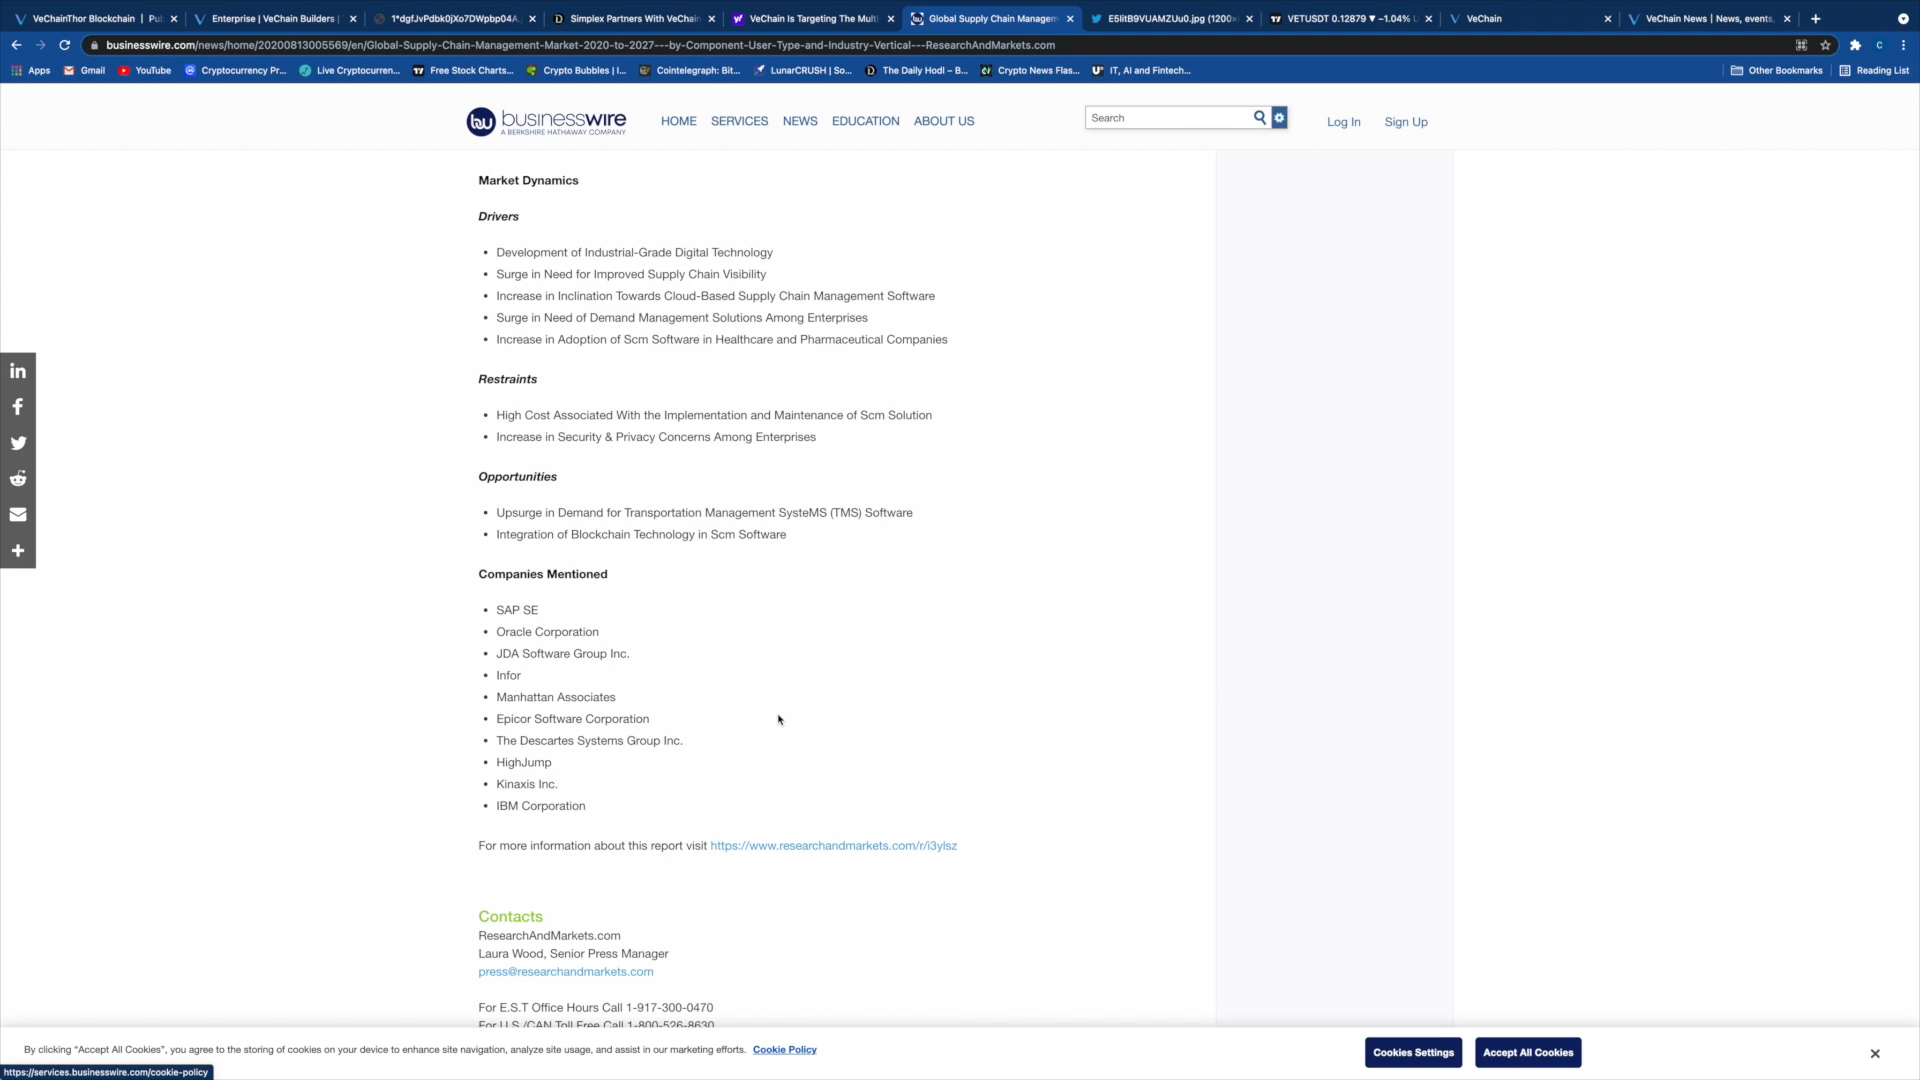 VeChainThor Blockchain | Pu
Enterprise | VeChain Builders |
1*dgfJvPdbk0jXo7DWpbp04A.
Simplex Partners With VeChain
VeChain Is Targeting The Multi
Global Supply Chain Managem
E5IitB9VUAMZUu0.jpg (1200×
VETUSDT 0.12879 ▼ −1.04%
VeChain
VeChain News | News, events,
businesswire.com/news/home/20200813005569/en/Global-Supply-Chain-Management-Market-2020-to-2027---by-Component-User-Type-and-Industry-Vertical---ResearchAndMarkets.com
Apps
Gmail
YouTube
Cryptocurrency Pr...
Live Cryptocurren...
Free Stock Charts...
Crypto Bubbles | I...
Cointelegraph: Bit...
LunarCRUSH | So...
The Daily Hodl – B...
Crypto News Flas...
IT, AI and Fintech...
Other Bookmarks
Reading List
businesswire
A BERKSHIRE HATHAWAY COMPANY
HOME SERVICES NEWS EDUCATION ABOUT US
Search
Log In
Sign Up
Market Dynamics
Drivers
• Development of Industrial-Grade Digital Technology
• Surge in Need for Improved Supply Chain Visibility
• Increase in Inclination Towards Cloud-Based Supply Chain Management Software
• Surge in Need of Demand Management Solutions Among Enterprises
• Increase in Adoption of Scm Software in Healthcare and Pharmaceutical Companies
Restraints
• High Cost Associated With the Implementation and Maintenance of Scm Solution
• Increase in Security & Privacy Concerns Among Enterprises
Opportunities
• Upsurge in Demand for Transportation Management SysteMS (TMS) Software
• Integration of Blockchain Technology in Scm Software
Companies Mentioned
• SAP SE
• Oracle Corporation
• JDA Software Group Inc.
• Infor
• Manhattan Associates
• Epicor Software Corporation
• The Descartes Systems Group Inc.
• HighJump
• Kinaxis Inc.
• IBM Corporation
For more information about this report visit https://www.researchandmarkets.com/r/i3ylsz
Contacts
ResearchAndMarkets.com
Laura Wood, Senior Press Manager
press@researchandmarkets.com
For E.S.T Office Hours Call 1-917-300-0470
For U.S./CAN Toll Free Call 1-800-526-8630
By clicking “Accept All Cookies”, you agree to the storing of cookies on your device to enhance site navigation, analyze site usage, and assist in our marketing efforts. Cookie Policy
Cookies Settings
Accept All Cookies
https://services.businesswire.com/cookie-policy